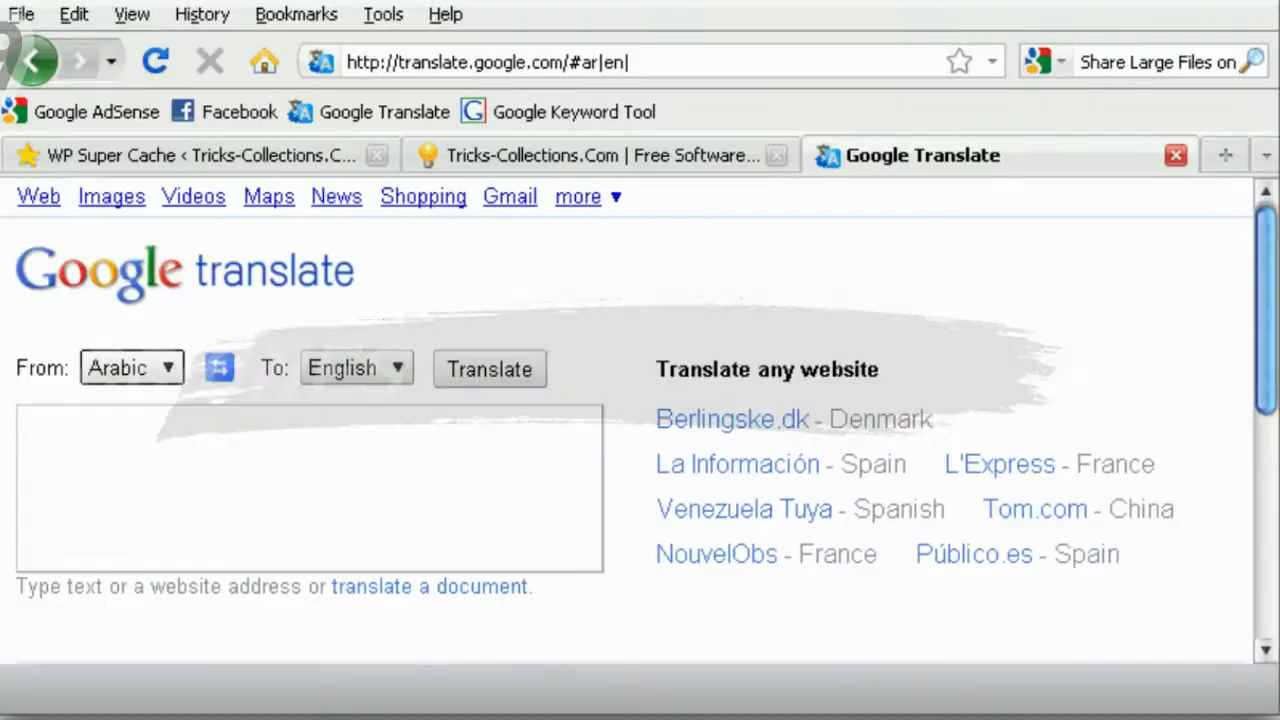 File Edit View History Bookmarks Tools Help
http://translate.google.com/#ar|en| Share Large Files on
Google AdSense Facebook Google Translate Google Keyword Tool
WP Super Cache ‹ Tricks-Collections.C... Tricks-Collections.Com | Free Software... Google Translate
Web Images Videos Maps News Shopping Gmail more ▼
Google translate
From: Arabic To: English Translate Translate any website
Berlingske.dk - Denmark
La Información - Spain L'Express - France
Venezuela Tuya - Spanish Tom.com - China
NouvelObs - France Público.es - Spain
Type text or a website address or translate a document.